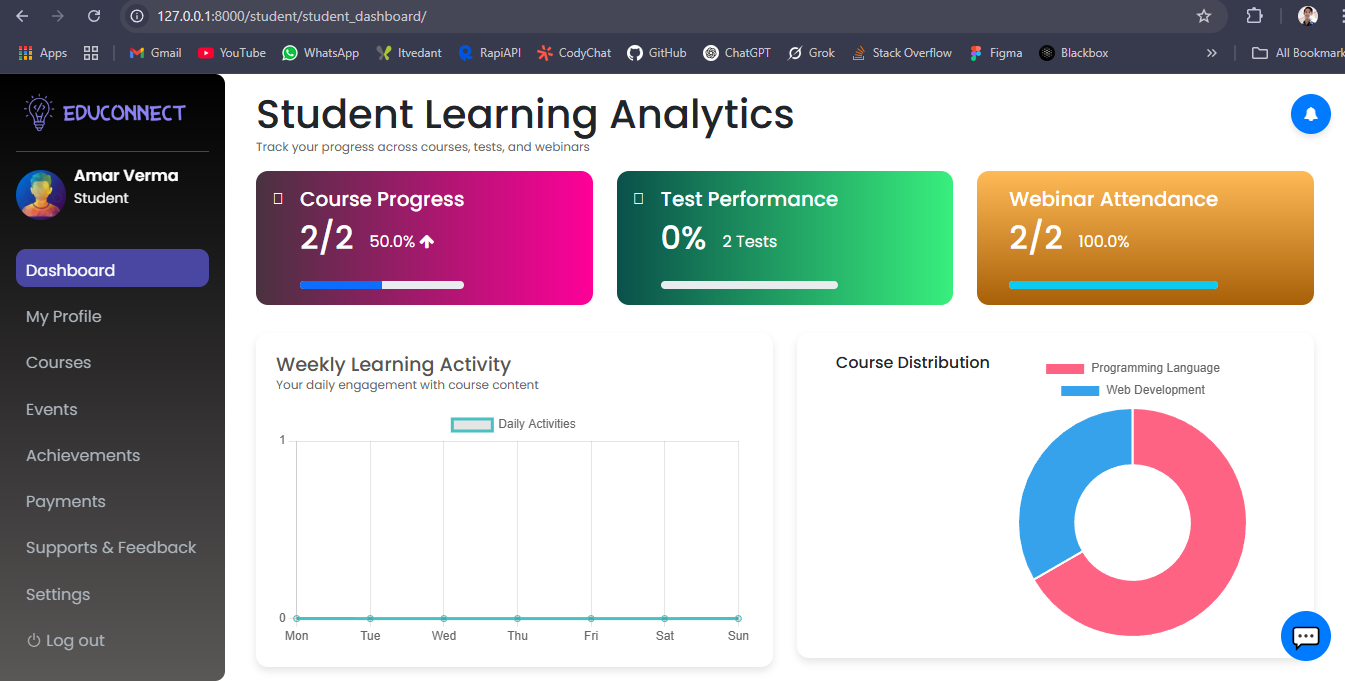 127.0.0.1:8000/student/student_dashboard/
Apps Gmail YouTube WhatsApp Itvedant RapiAPI CodyChat GitHub ChatGPT Grok Stack Overflow Figma Blackbox » All Bookmark
EDUCONNECT
Amar Verma
Student
Dashboard
My Profile
Courses
Events
Achievements
Payments
Supports & Feedback
Settings
Log out
Student Learning Analytics
Track your progress across courses, tests, and webinars
Course Progress
2/2 50.0%
Test Performance
0% 2 Tests
Webinar Attendance
2/2 100.0%
Weekly Learning Activity
Your daily engagement with course content
Daily Activities
1
0
Mon Tue Wed Thu Fri Sat Sun
Course Distribution
Programming Language
Web Development